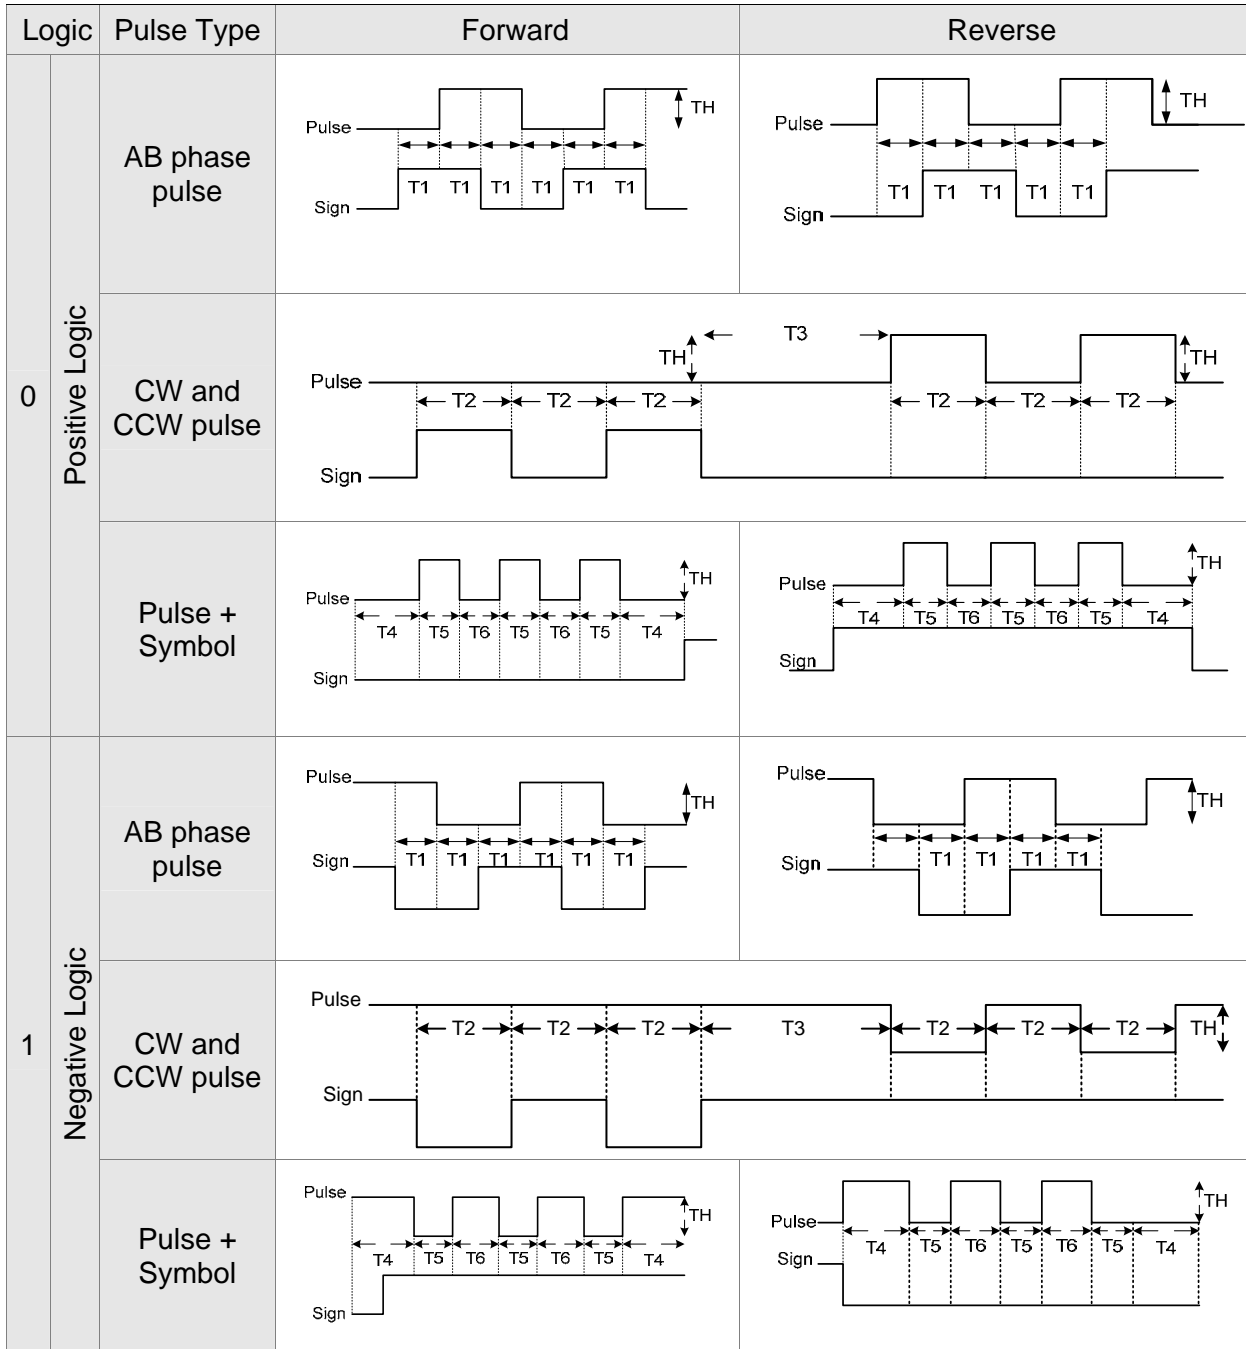 Logic Pulse Type Forward Reverse
0
Positive Logic
AB phase
pulse
Pulse
TH
T1 T1 T1 T1 T1 T1
Sign
Pulse
TH
T1 T1 T1 T1 T1
Sign
CW and
CCW pulse
T3
TH
TH
Pulse
T2 T2 T2 T2 T2 T2
Sign
Pulse +
Symbol
TH
Pulse
T4 T5 T6 T5 T6 T5 T4
Sign
TH
Pulse
T4 T5 T6 T5 T6 T5 T4
Sign
1
Negative Logic
AB phase
pulse
Pulse
TH
Sign
T1 T1 T1 T1 T1 T1
Pulse
TH
Sign
T1 T1 T1 T1
CW and
CCW pulse
Pulse
T2 T2 T2 T3 T2 T2 T2 TH
Sign
Pulse +
Symbol
Pulse
TH
T4 T5 T6 T5 T6 T5 T4
Sign
TH
Pulse
T4 T5 T6 T5 T6 T5 T4
Sign